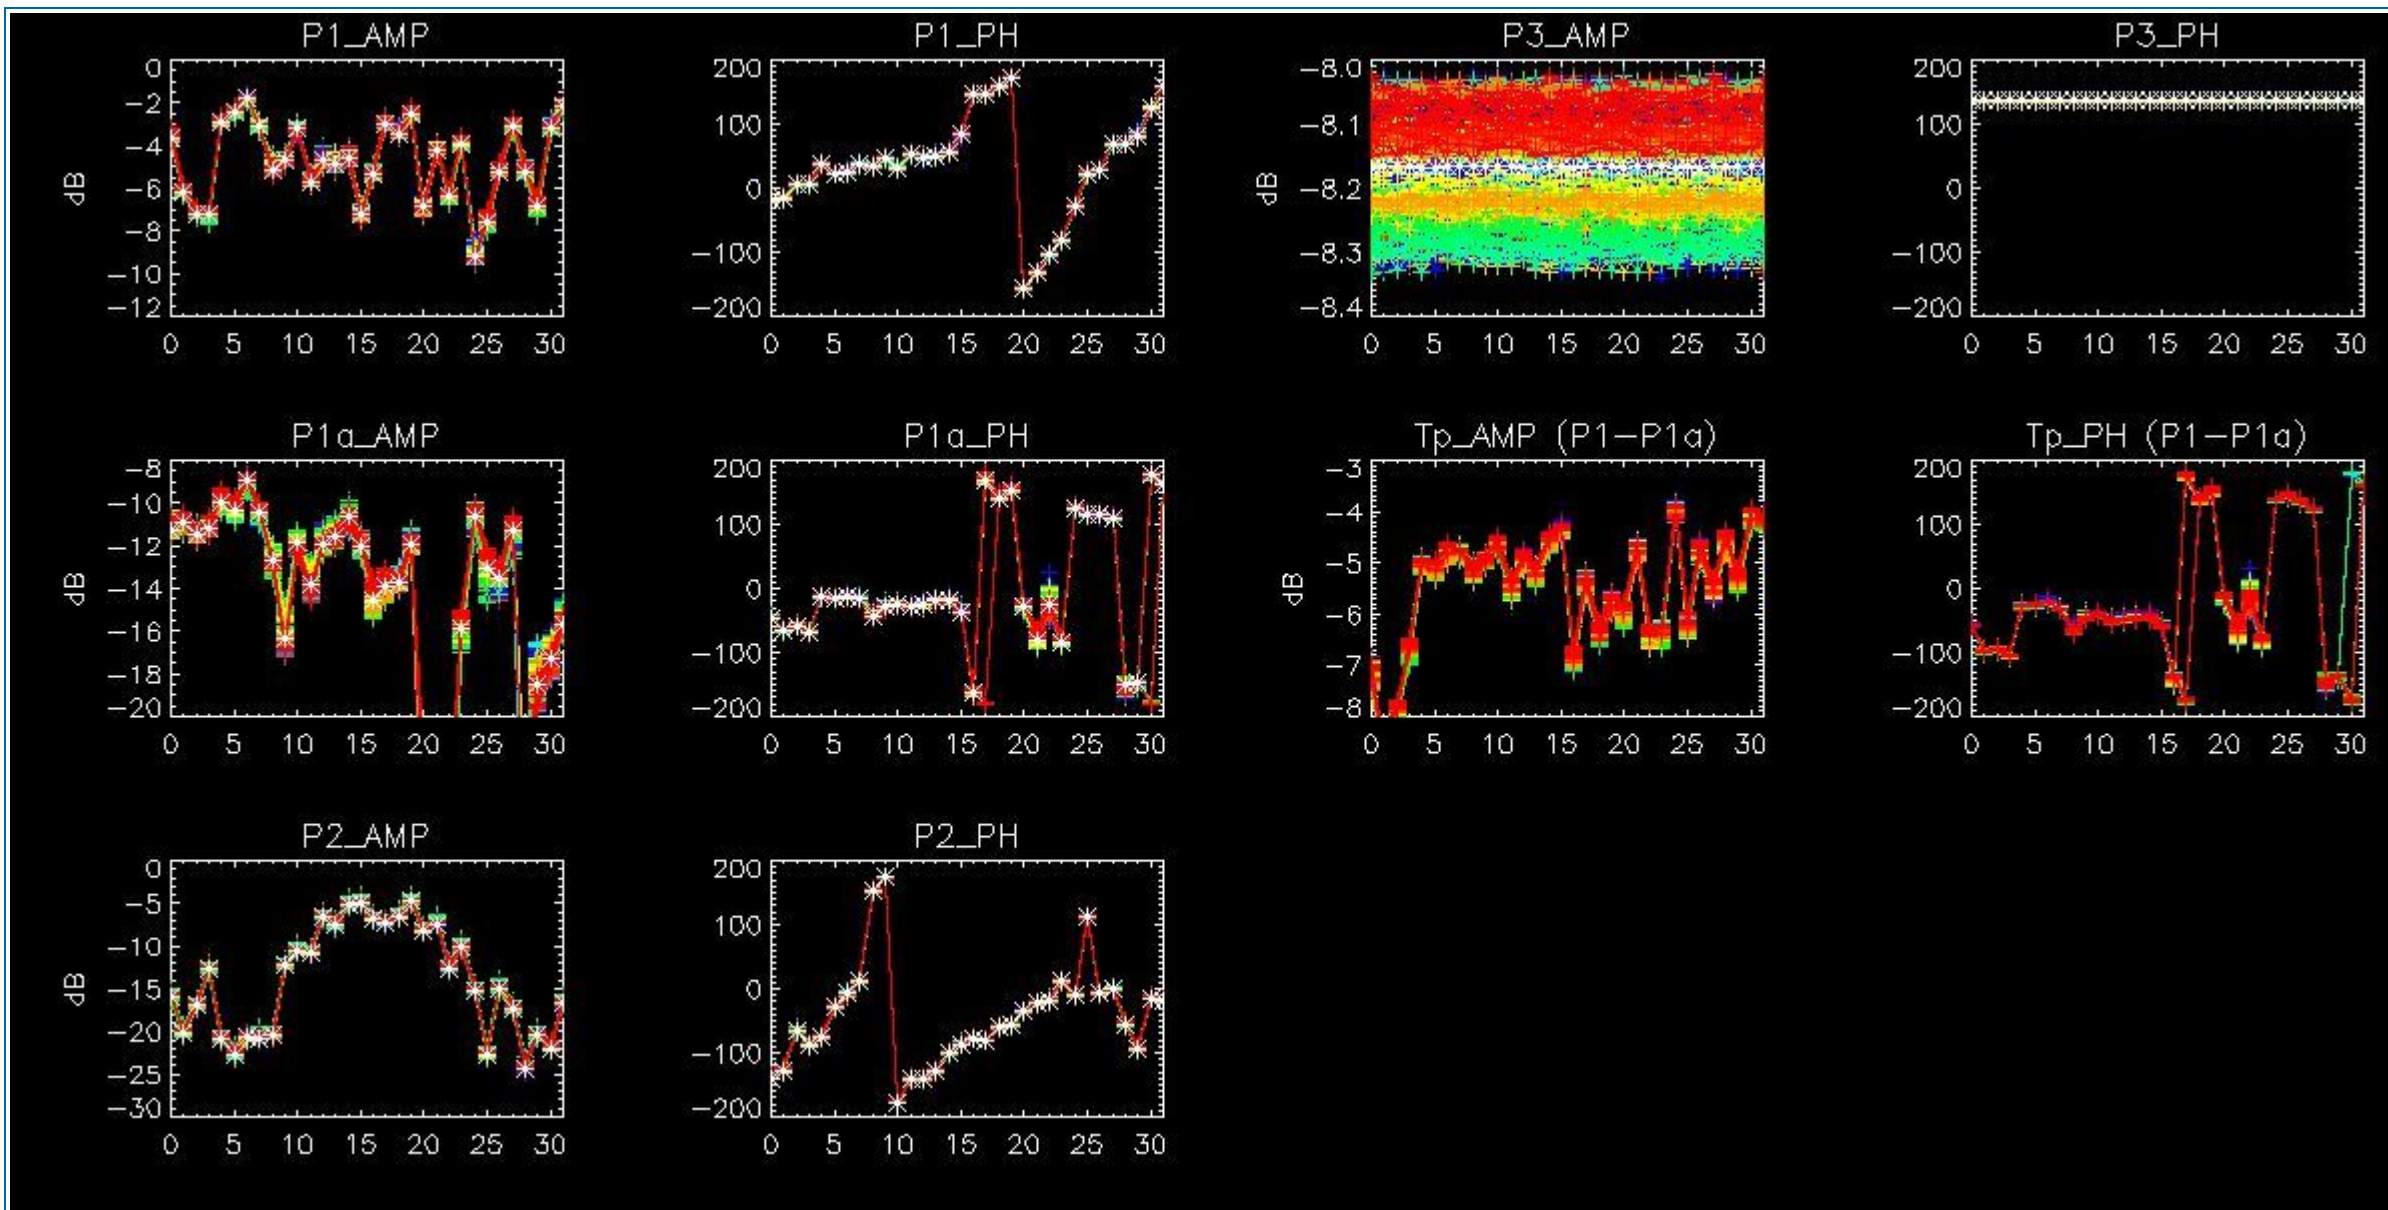 P1_AMP
0
−2
−4
−6
−8
−10
−12
dB
0 5 10 15 20 25 30
P1_PH
200
100
0
−100
−200
0 5 10 15 20 25 30
P3_AMP
−8.0
−8.1
−8.2
−8.3
−8.4
dB
0 5 10 15 20 25 30
P3_PH
200
100
0
−100
−200
0 5 10 15 20 25 30
P1a_AMP
−8
−10
−12
−14
−16
−18
−20
dB
0 5 10 15 20 25 30
P1a_PH
200
100
0
−100
−200
0 5 10 15 20 25 30
Tp_AMP (P1−P1a)
−3
−4
−5
−6
−7
−8
dB
0 5 10 15 20 25 30
Tp_PH (P1−P1a)
200
100
0
−100
−200
0 5 10 15 20 25 30
P2_AMP
0
−5
−10
−15
−20
−25
−30
dB
0 5 10 15 20 25 30
P2_PH
200
100
0
−100
−200
0 5 10 15 20 25 30